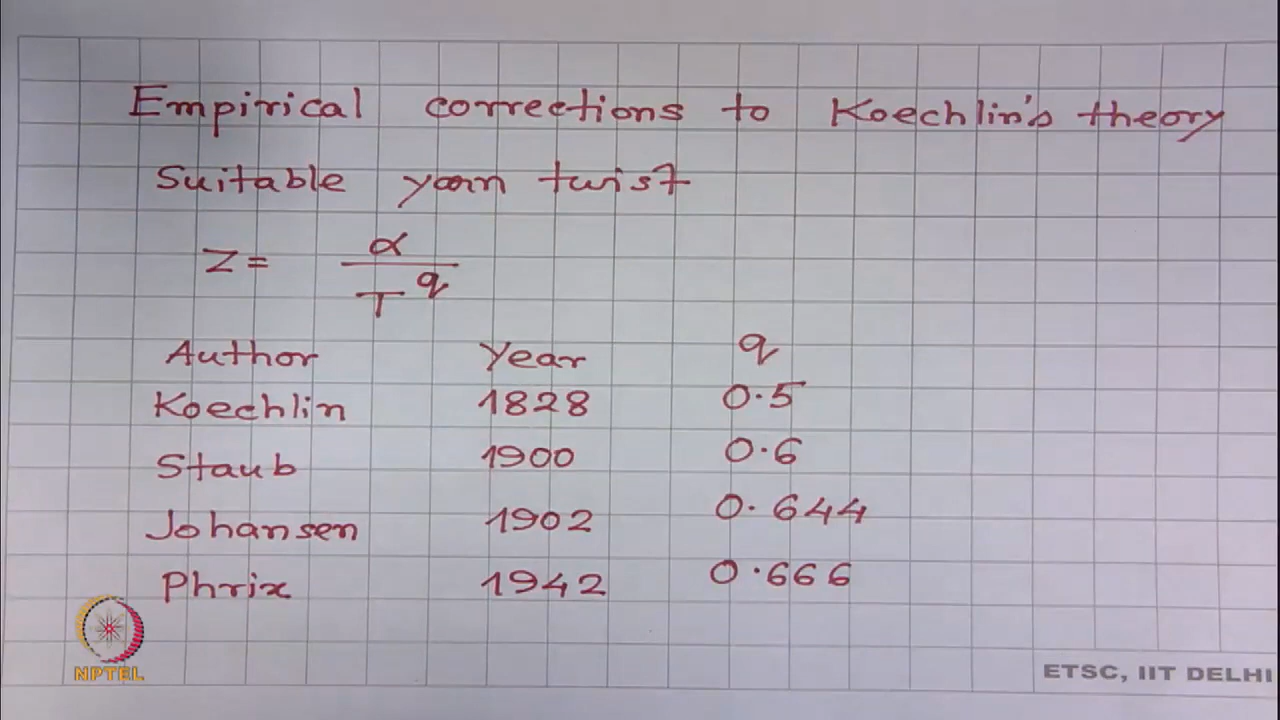 Empirical corrections to Koechlin's theory
Suitable yarn twist
Z = α / T^q
Author Year q
Koechlin 1828 0.5
Staub 1900 0.6
Johansen 1902 0.644
Phrix 1942 0.666
NPTEL
ETSC, IIT DELHI